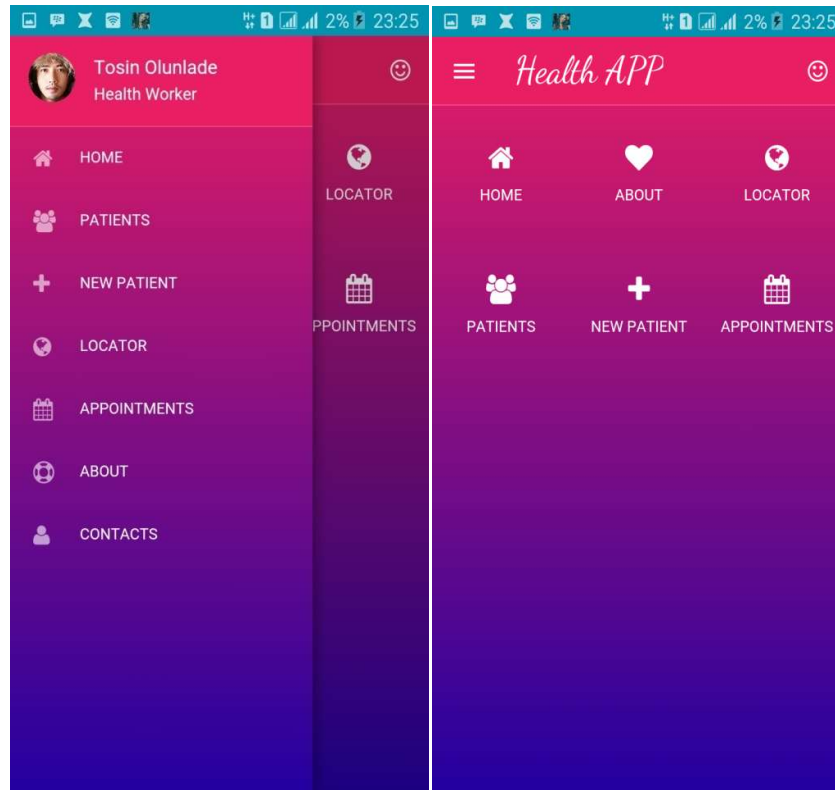 2% 23:25
Tosin Olunlade
Health Worker
HOME
LOCATOR
PATIENTS
NEW PATIENT
PPOINTMENTS
LOCATOR
APPOINTMENTS
ABOUT
CONTACTS
H+ 1 2% 23:25
Health APP
HOME ABOUT LOCATOR
PATIENTS NEW PATIENT APPOINTMENTS